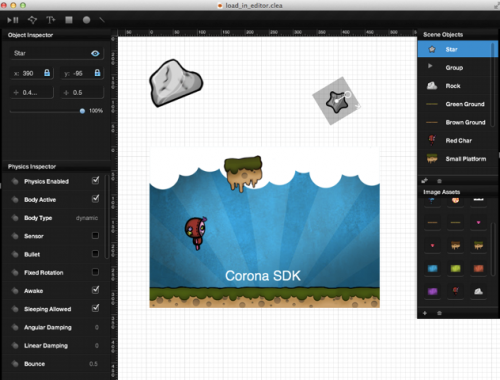 load_in_editor.clea
Object Inspector
Star
x: 390
y: -95
0.4...
0.5
100%
Physics Inspector
Physics Enabled
Body Active
Body Type dynamic
Sensor
Bullet
Fixed Rotation
Awake
Sleeping Allowed
Angular Damping 0
Linear Damping 0
Bounce 0.5
Corona SDK
Scene Objects
Star
Group
Rock
Green Ground
Brown Ground
Red Char
Small Platform
Image Assets